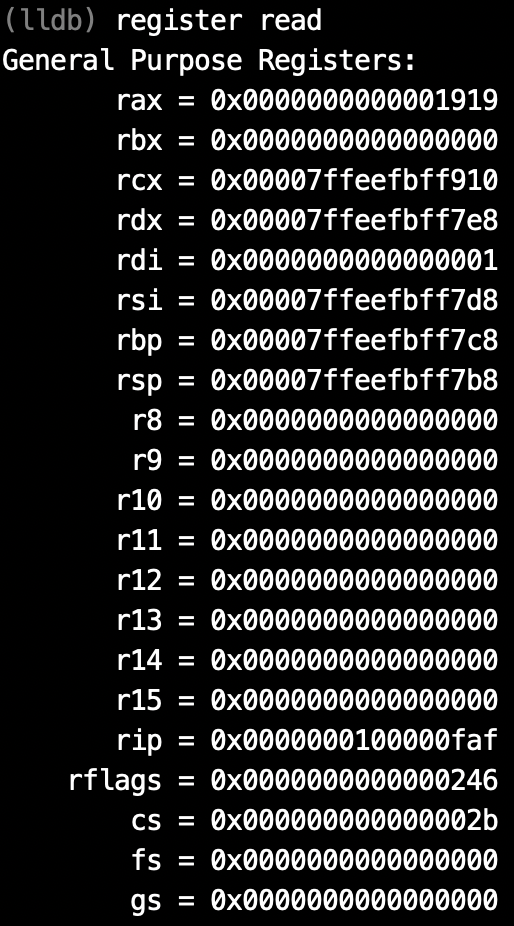 (lldb) register read
General Purpose Registers:
rax = 0x0000000000001919
rbx = 0x0000000000000000
rcx = 0x00007ffeefbff910
rdx = 0x00007ffeefbff7e8
rdi = 0x0000000000000001
rsi = 0x00007ffeefbff7d8
rbp = 0x00007ffeefbff7c8
rsp = 0x00007ffeefbff7b8
r8 = 0x0000000000000000
r9 = 0x0000000000000000
r10 = 0x0000000000000000
r11 = 0x0000000000000000
r12 = 0x0000000000000000
r13 = 0x0000000000000000
r14 = 0x0000000000000000
r15 = 0x0000000000000000
rip = 0x0000000100000faf
rflags = 0x0000000000000246
cs = 0x000000000000002b
fs = 0x0000000000000000
gs = 0x0000000000000000